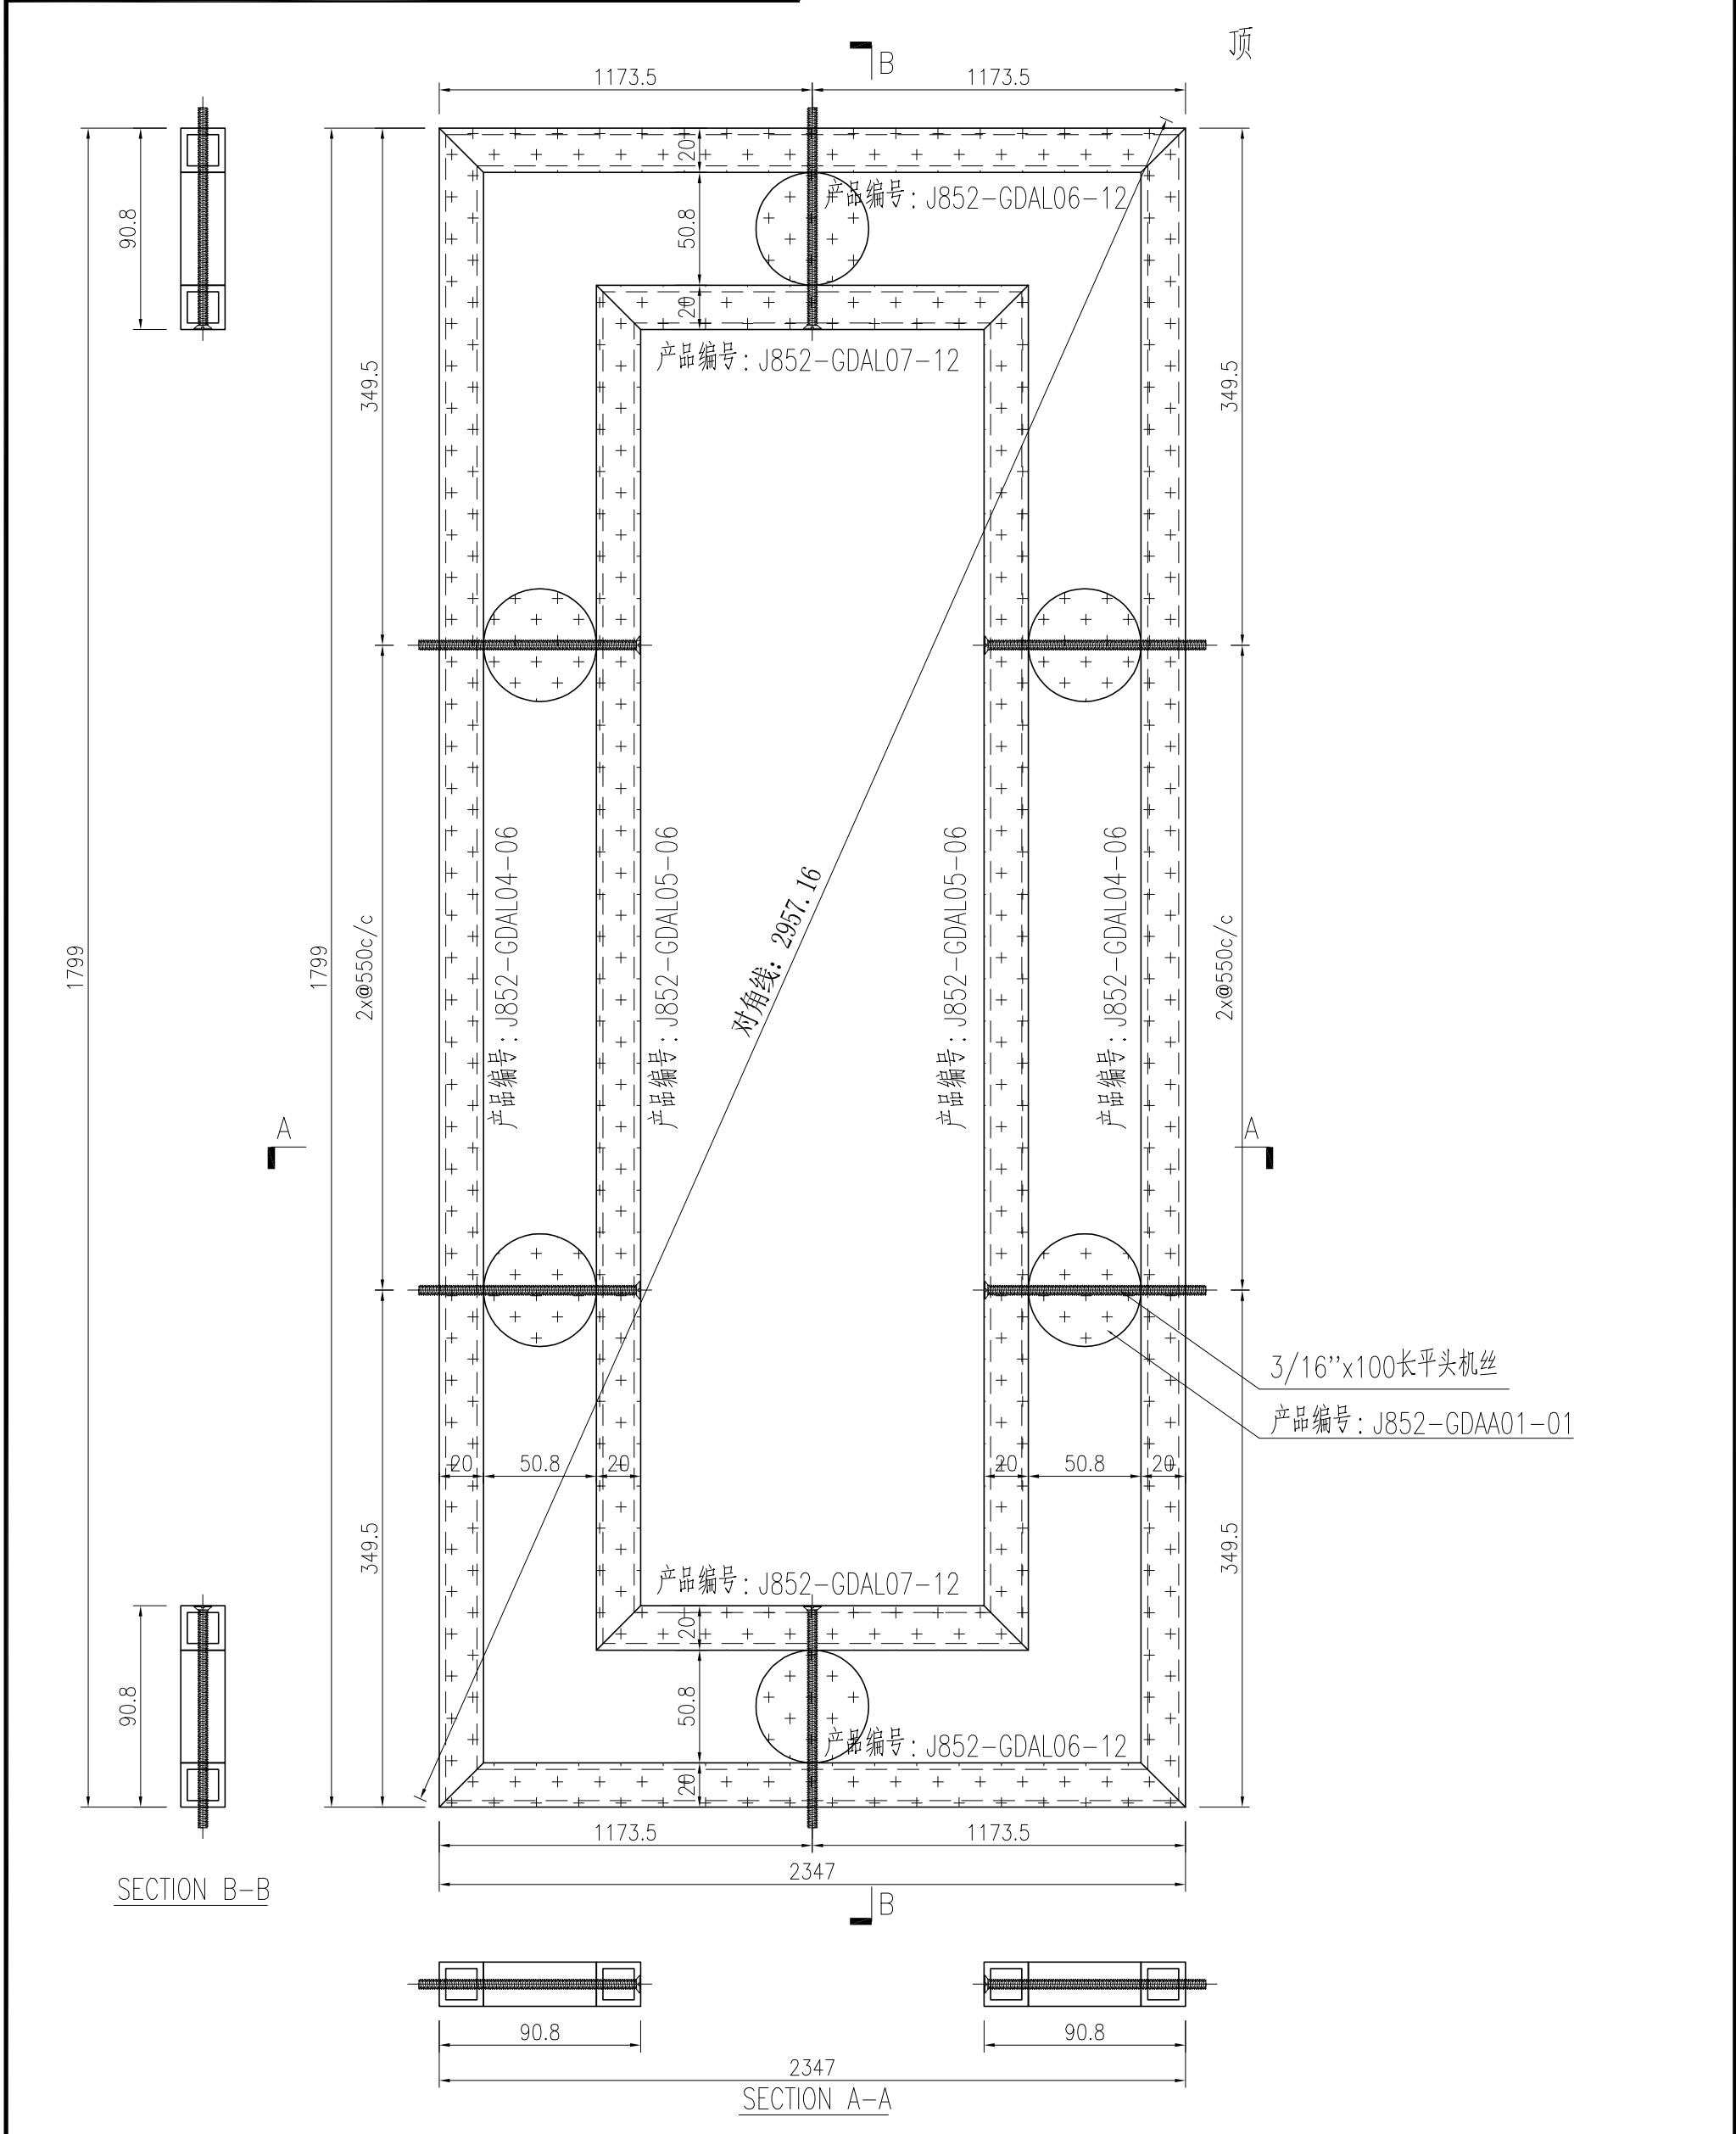 顶
B
1173.5
1173.5
20
产品编号：J852-GDAL06-12
90.8
50.8
20
产品编号：J852-GDAL07-12
349.5
349.5
1799
1799
2x@550c/c
产品编号：J852-GDAL04-06
产品编号：J852-GDAL05-06
对角线：2957.16
产品编号：J852-GDAL05-06
产品编号：J852-GDAL04-06
2x@550c/c
A
A
3/16''x100长平头机丝
产品编号：J852-GDAA01-01
20
50.8
20
20
50.8
20
349.5
349.5
产品编号：J852-GDAL07-12
20
90.8
50.8
产品编号：J852-GDAL06-12
20
1173.5
1173.5
2347
SECTION B-B
B
90.8
90.8
2347
SECTION A-A